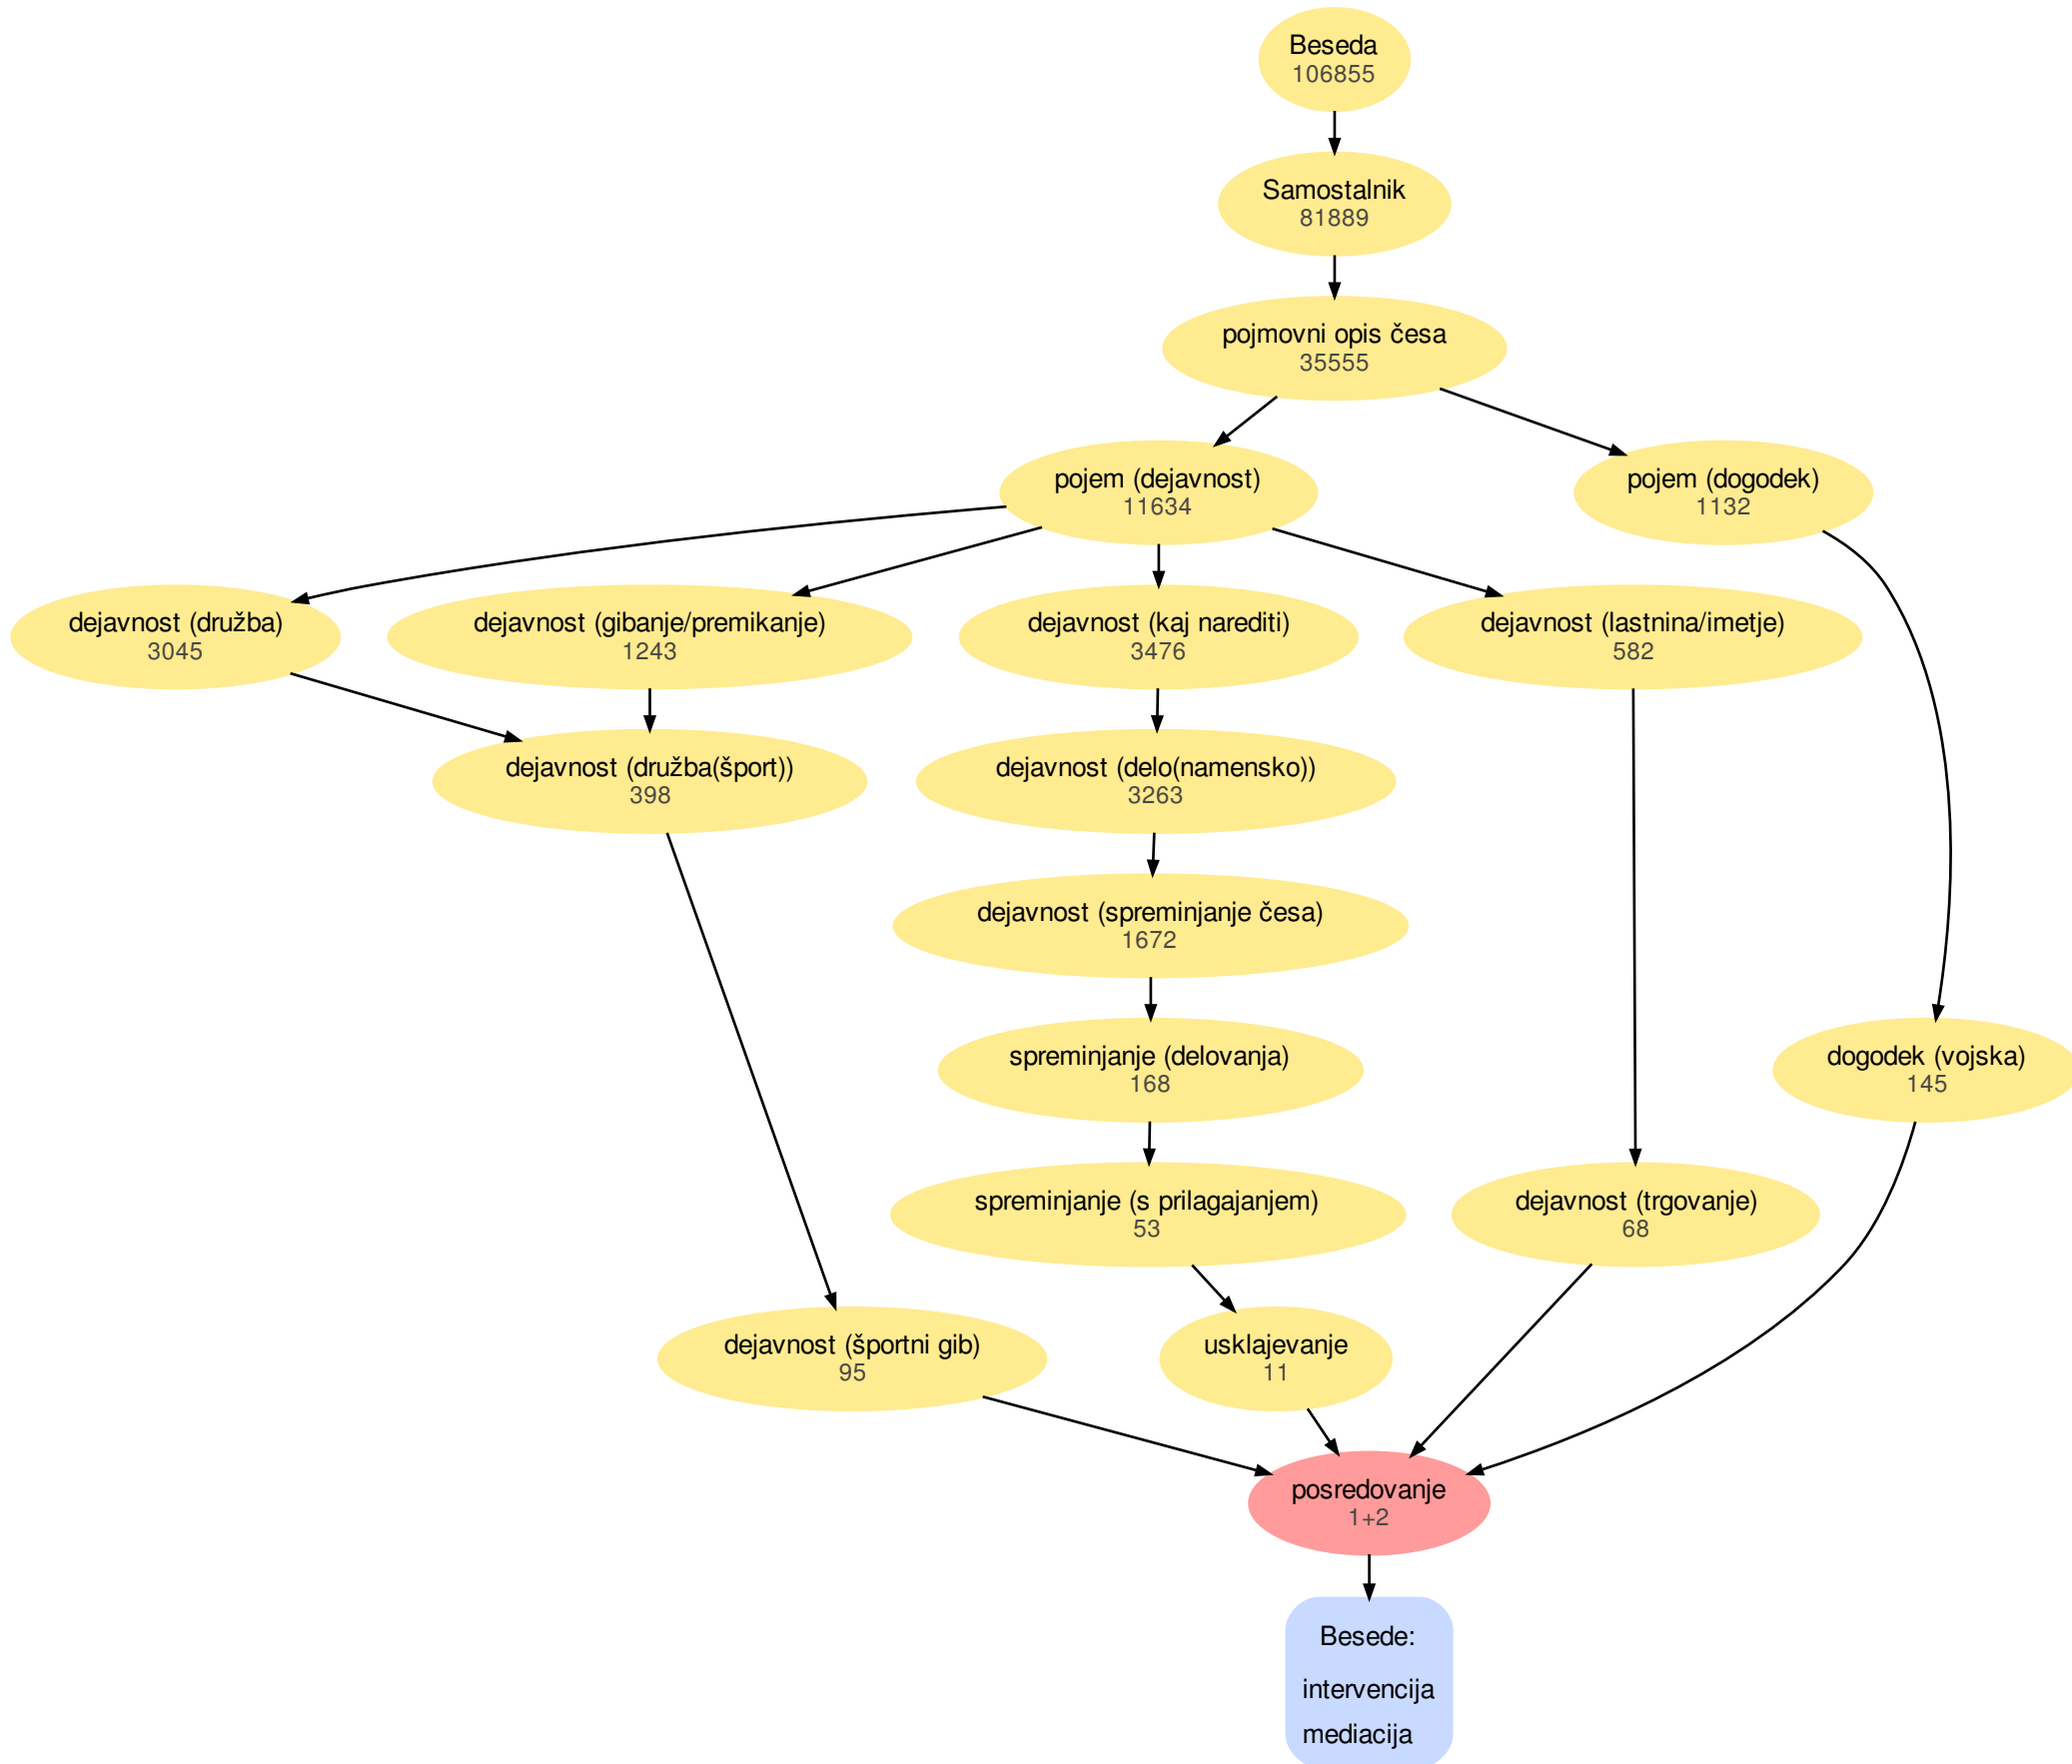 Beseda
106855
Samostalnik
81889
pojmovni opis česa
35555
pojem (dejavnost)
11634
pojem (dogodek)
1132
dejavnost (družba)
3045
dejavnost (gibanje/premikanje)
1243
dejavnost (kaj narediti)
3476
dejavnost (lastnina/imetje)
582
dejavnost (družba(šport))
398
dejavnost (delo(namensko))
3263
dejavnost (spreminjanje česa)
1672
spreminjanje (delovanja)
168
dogodek (vojska)
145
spreminjanje (s prilagajanjem)
53
dejavnost (trgovanje)
68
dejavnost (športni gib)
95
usklajevanje
11
posredovanje
1+2
Besede:
intervencija
mediacija